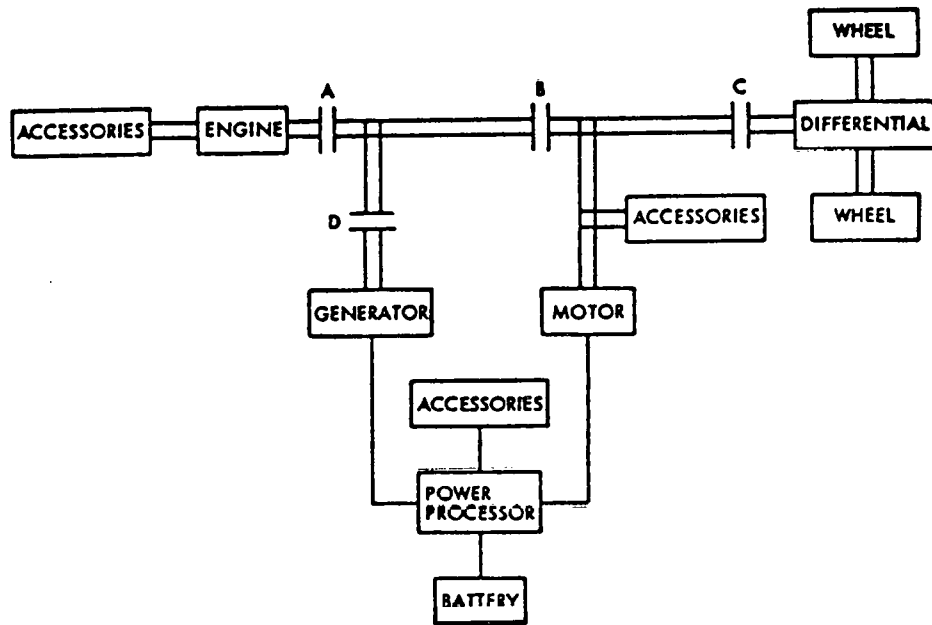 WHEEL
A
B
C
ACCESSORIES
ENGINE
DIFFERENTIAL
D
ACCESSORIES
WHEEL
GENERATOR
MOTOR
ACCESSORIES
POWER
PROCESSOR
BATTERY